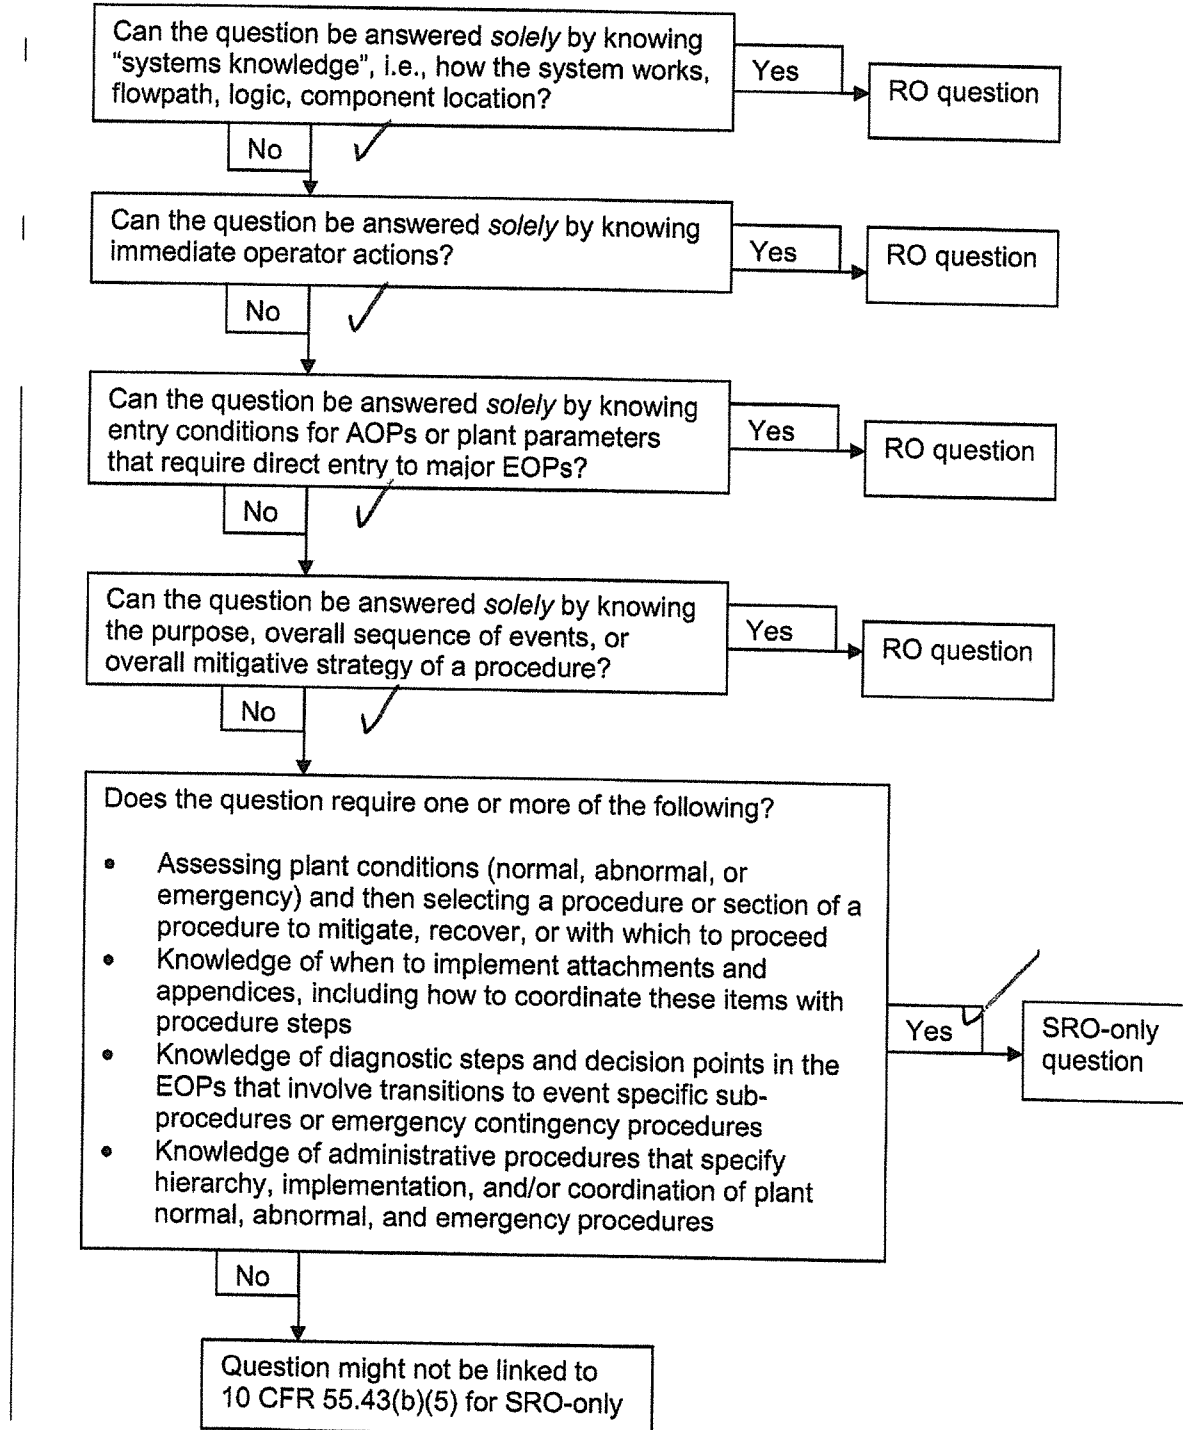 Can the question be answered solely by knowing
"systems knowledge", i.e., how the system works,
flowpath, logic, component location?
Yes
RO question
No
Can the question be answered solely by knowing
immediate operator actions?
Yes
RO question
No
Can the question be answered solely by knowing
entry conditions for AOPs or plant parameters
that require direct entry to major EOPs?
Yes
RO question
No
Can the question be answered solely by knowing
the purpose, overall sequence of events, or
overall mitigative strategy of a procedure?
Yes
RO question
No
Does the question require one or more of the following?
• Assessing plant conditions (normal, abnormal, or
emergency) and then selecting a procedure or section of a
procedure to mitigate, recover, or with which to proceed
• Knowledge of when to implement attachments and
appendices, including how to coordinate these items with
procedure steps
• Knowledge of diagnostic steps and decision points in the
EOPs that involve transitions to event specific sub-
procedures or emergency contingency procedures
• Knowledge of administrative procedures that specify
hierarchy, implementation, and/or coordination of plant
normal, abnormal, and emergency procedures
Yes
SRO-only
question
No
Question might not be linked to
10 CFR 55.43(b)(5) for SRO-only